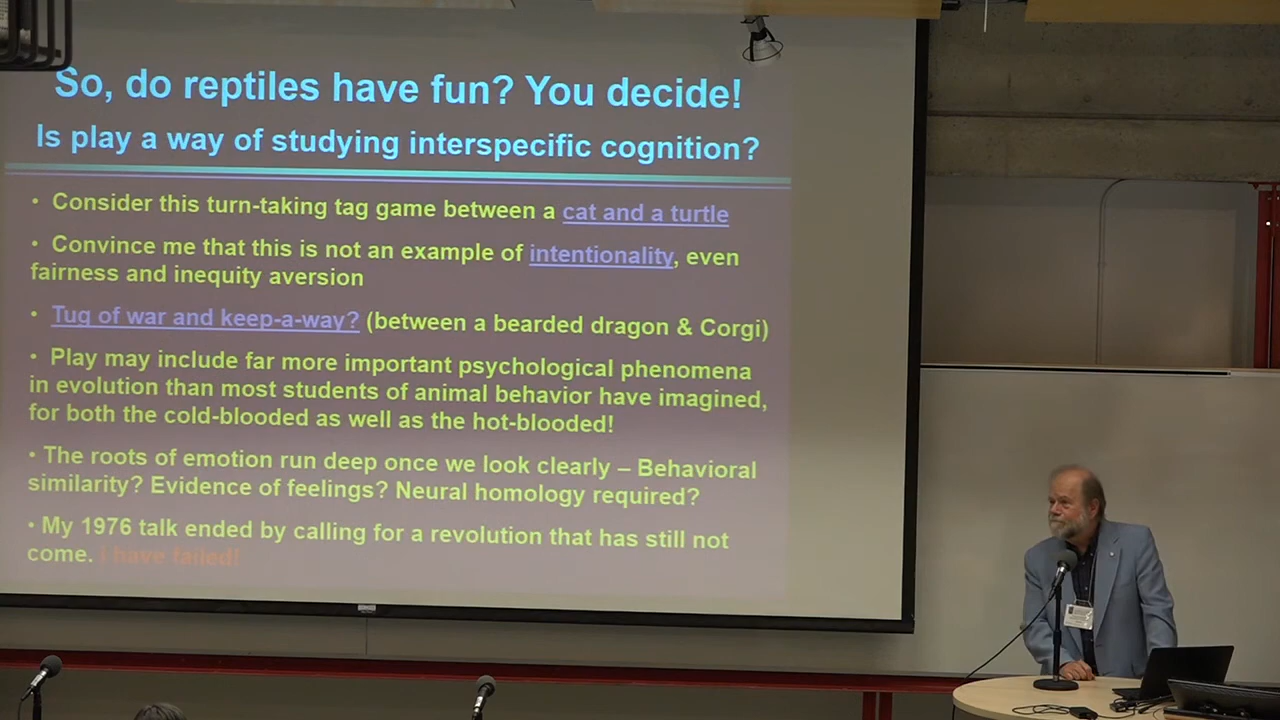 So, do reptiles have fun? You decide!
Is play a way of studying interspecific cognition?
• Consider this turn-taking tag game between a cat and a turtle
• Convince me that this is not an example of intentionality, even
fairness and inequity aversion
• Tug of war and keep-a-way? (between a bearded dragon & Corgi)
• Play may include far more important psychological phenomena
in evolution than most students of animal behavior have imagined,
for both the cold-blooded as well as the hot-blooded!
• The roots of emotion run deep once we look clearly – Behavioral
similarity? Evidence of feelings? Neural homology required?
• My 1976 talk ended by calling for a revolution that has still not
come. I have failed!